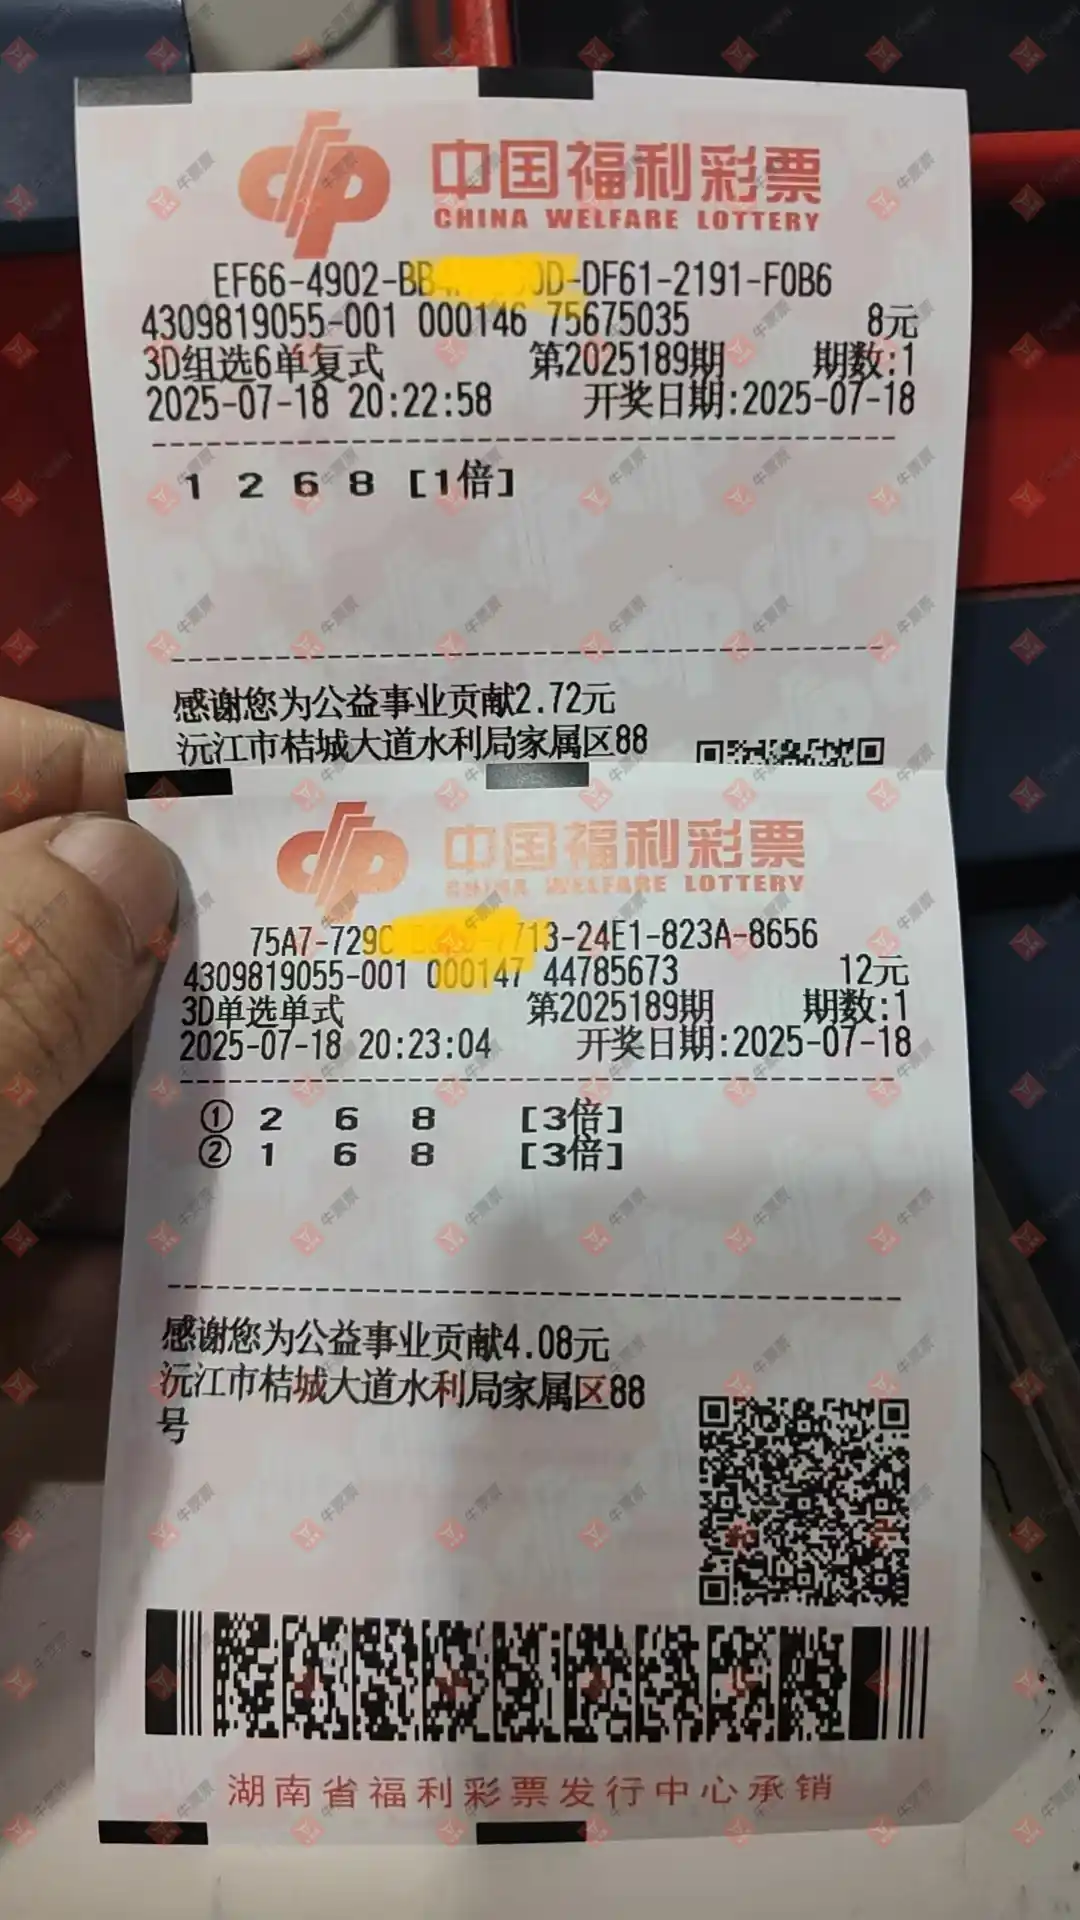 中国福利彩票
CHINA WELFARE LOTTERY
EF66-4902- -DF61-2191-F0B6
4309819055-001 000146 75675035 8元
3D组选6单复式 第2025189期 期数:1
2025-07-18 20:22:58 开奖日期:2025-07-18
1 2 6 8 [1倍]
感谢您为公益事业贡献2.72元
沅江市桔城大道水利局家属区88
中国福利彩票
CHINA WELFARE LOTTERY
75A7- -24E1-823A-8656
4309819055-001 000147 44785673 12元
3D单选单式 第2025189期 期数:1
2025-07-18 20:23:04 开奖日期:2025-07-18
① 2 6 8 [3倍]
② 1 6 8 [3倍]
感谢您为公益事业贡献4.08元
沅江市桔城大道水利局家属区88
号
湖南省福利彩票发行中心承销
牛票票